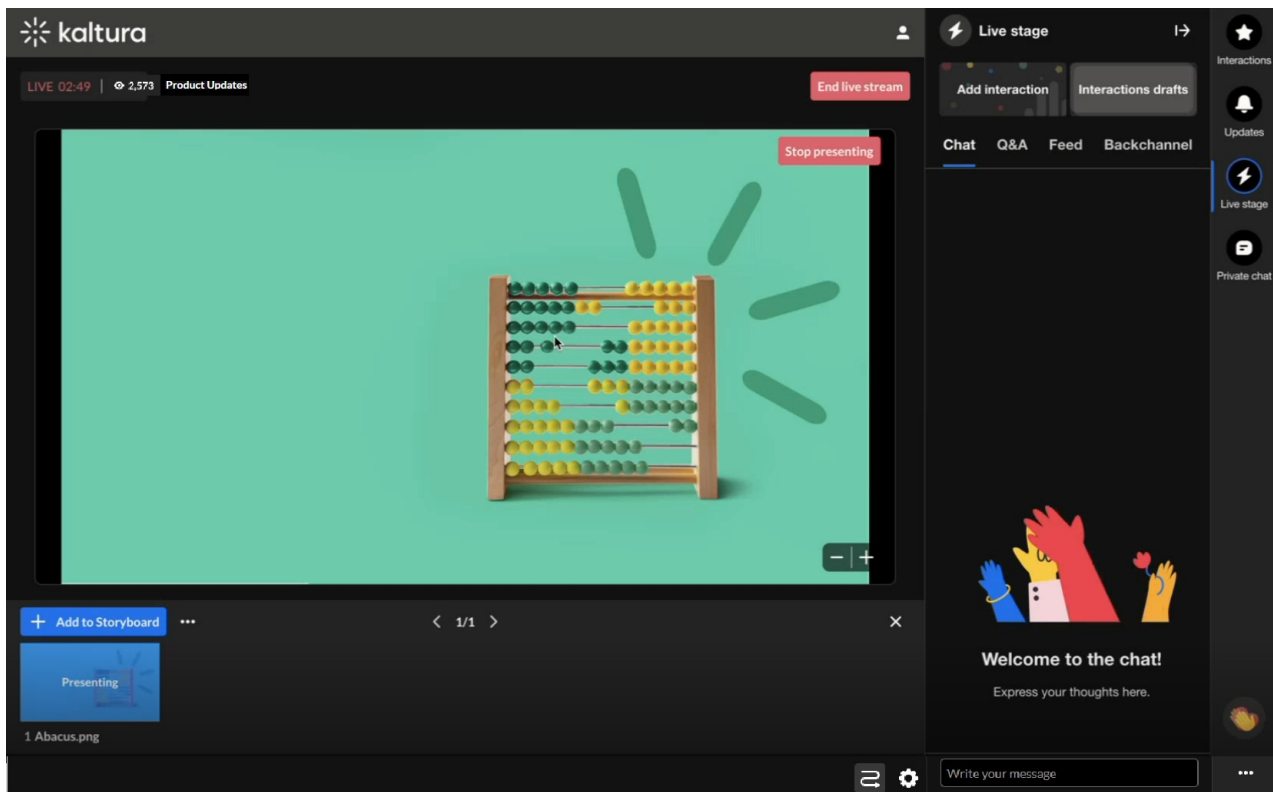 kaltura
LIVE 02:49
2,573
Product Updates
End live stream
Stop presenting
Add to Storyboard
1/1
Presenting
1 Abacus.png
Live stage
Add interaction
Interactions drafts
Chat Q&A Feed Backchannel
Welcome to the chat!
Express your thoughts here.
Write your message
Interactions
Updates
Live stage
Private chat